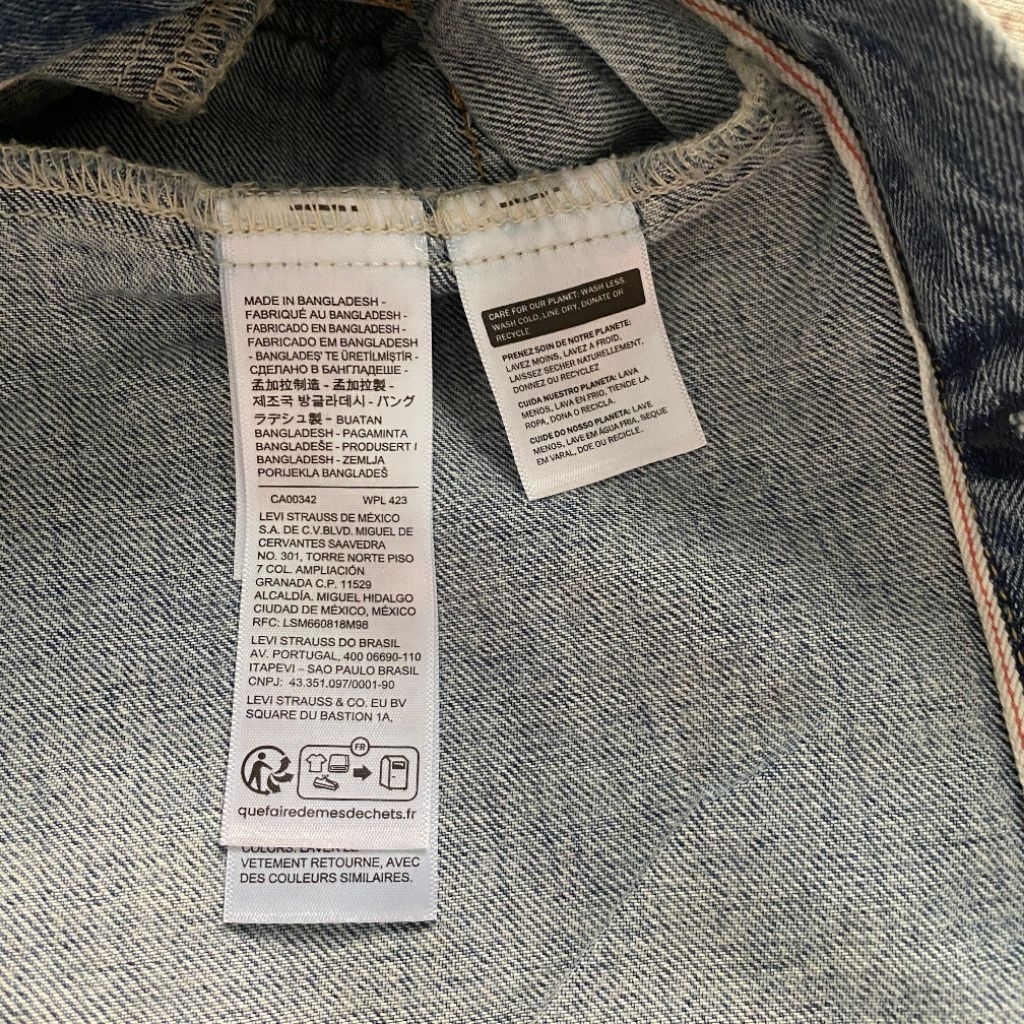 MADE IN BANGLADESH -
FABRIQUÉ AU BANGLADESH -
FABRICADO EN BANGLADESH -
FABRICADO EM BANGLADESH
- BANGLADEŞ' TE ÜRETİLMİŞTİR -
СДЕЛАНО В БАНГЛАДЕШЕ -
孟加拉制造 - 孟加拉製 -
제조국 방글라데시 - バング
ラデシュ製 - BUATAN
BANGLADESH - PAGAMINTA
BANGLADEŠE - PRODUSERT I
BANGLADESH - ZEMLJA
PORIJEKLA BANGLADEŠ
CA00342 WPL 423
LEVI STRAUSS DE MÉXICO
S.A. DE C.V.BLVD. MIGUEL DE
CERVANTES SAAVEDRA
NO. 301, TORRE NORTE PISO
7 COL. AMPLIACIÓN
GRANADA C.P. 11529
ALCALDÍA. MIGUEL HIDALGO
CIUDAD DE MÉXICO, MÉXICO
RFC: LSM660818M98
LEVI STRAUSS DO BRASIL
AV. PORTUGAL, 400 06690-110
ITAPEVI – SAO PAULO BRASIL
CNPJ: 43.351.097/0001-90
LEVI STRAUSS & CO. EU BV
SQUARE DU BASTION 1A,
FR
quefairedemesdechets.fr
COLORS. LAVER LE
VETEMENT RETOURNE, AVEC
DES COULEURS SIMILAIRES.
CARE FOR OUR PLANET: WASH LESS,
WASH COLD, LINE DRY, DONATE OR
RECYCLE
PRENEZ SOIN DE NOTRE PLANETE:
LAVEZ MOINS, LAVEZ A FROID.
LAISSEZ SECHER NATURELLEMENT,
DONNEZ OU RECYCLEZ
CUIDA NUESTRO PLANETA: LAVA
MENOS, LAVA EN FRIO, TIENDE LA
ROPA, DONA O RECICLA.
CUIDE DO NOSSO PLANETA: LAVE
MENOS, LAVE EM ÁGUA FRIA, SEQUE
EM VARAL, DOE OU RECICLE.